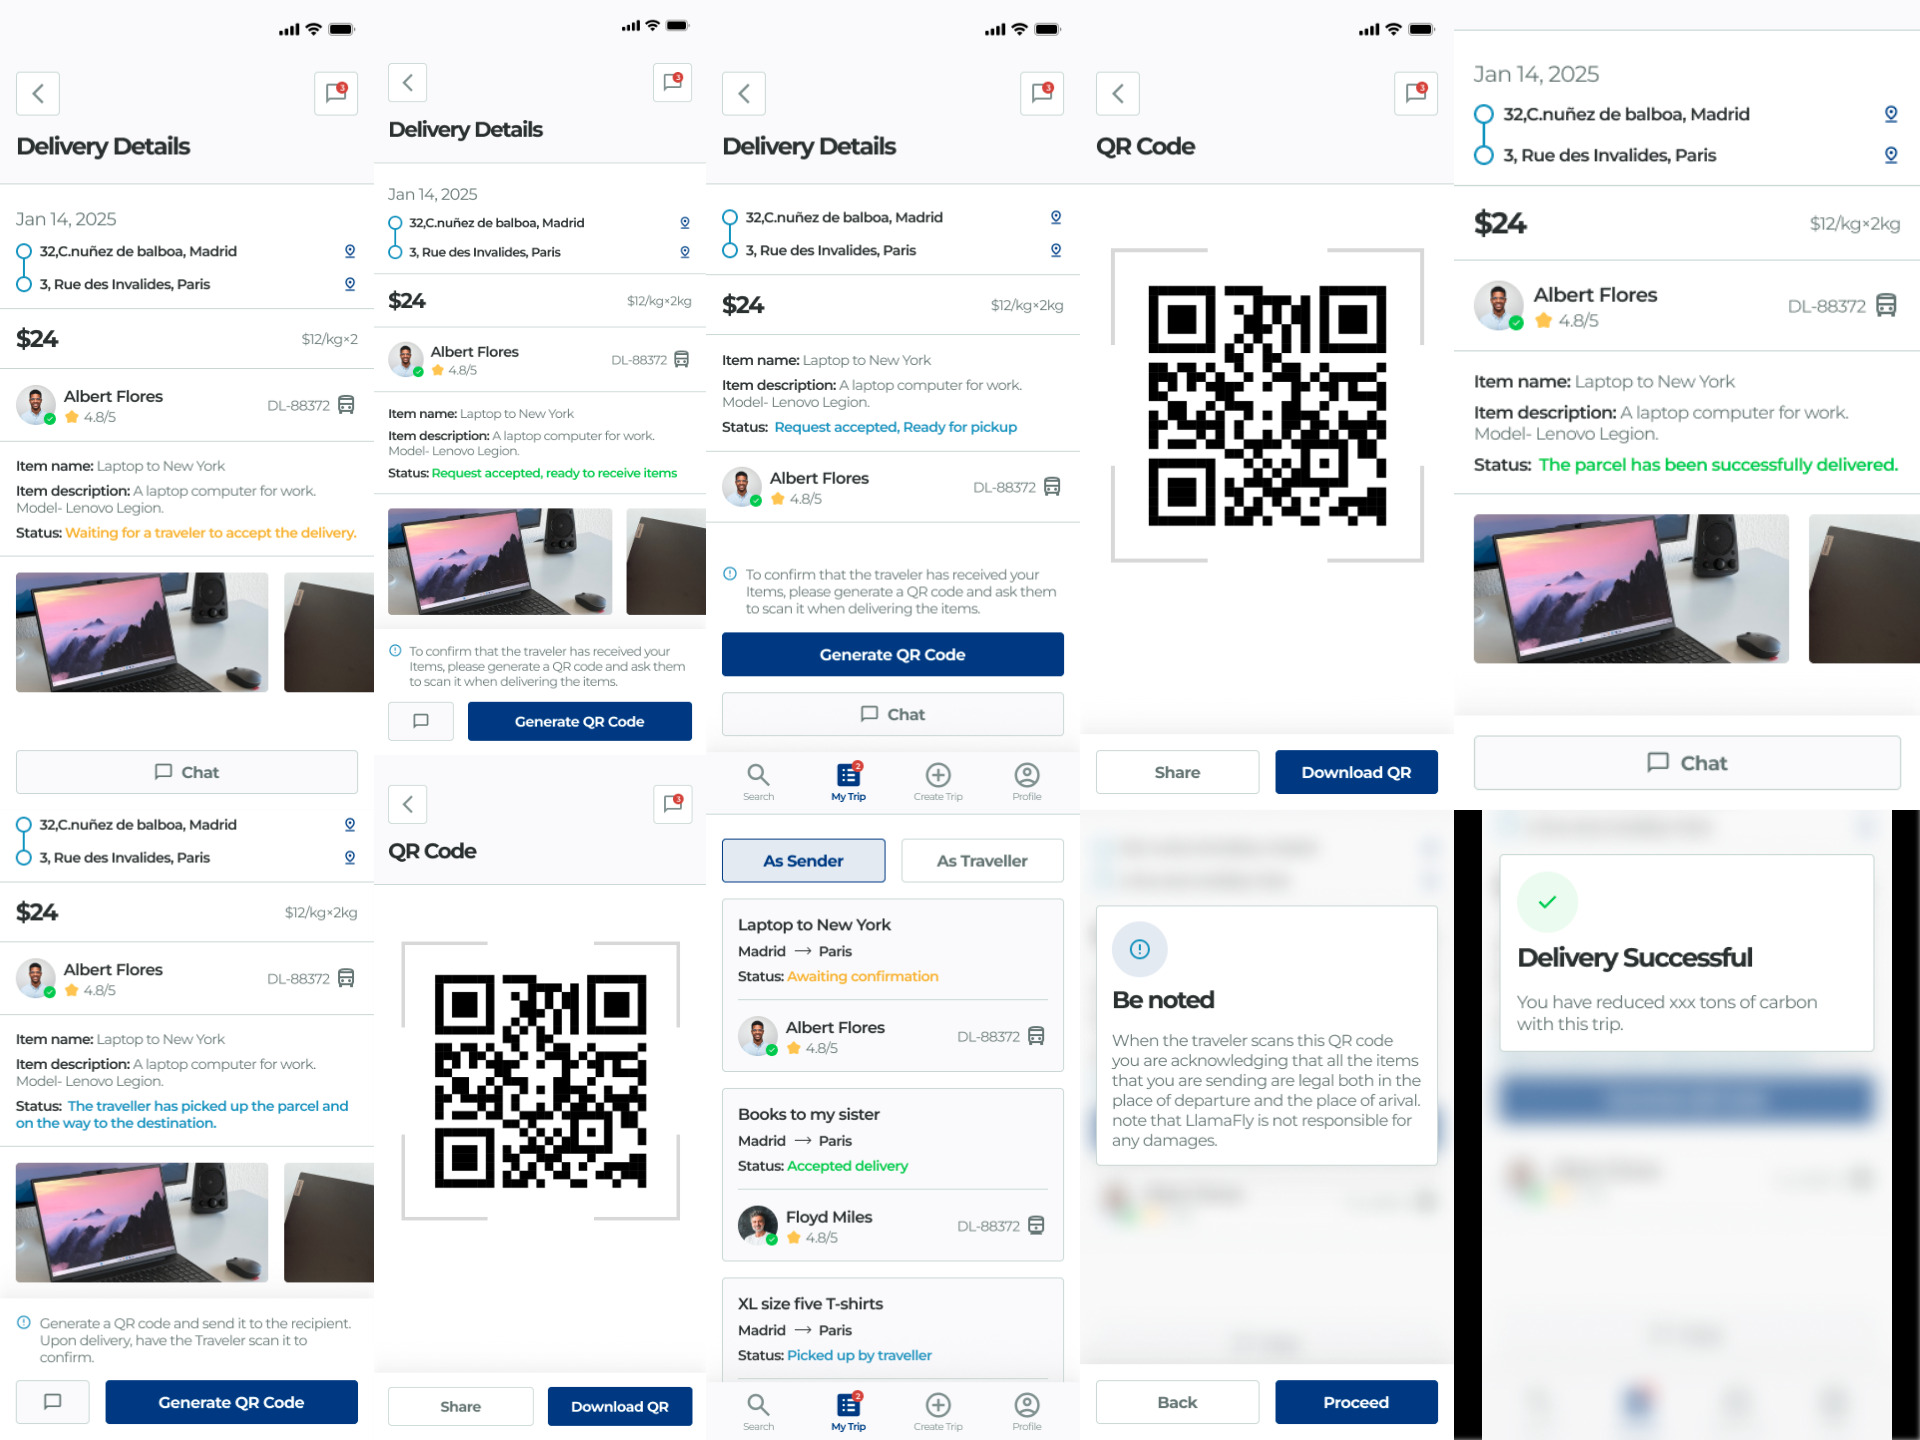 3
Delivery Details
Jan 14, 2025
32,C.nuñez de balboa, Madrid
3, Rue des Invalides, Paris
$24
$12/kg×2
Albert Flores
4.8/5
DL-88372
Item name: Laptop to New York
Item description: A laptop computer for work.
Model- Lenovo Legion.
Status: Waiting for a traveler to accept the delivery.
Chat
32,C.nuñez de balboa, Madrid
3, Rue des Invalides, Paris
$24
$12/kg×2kg
Albert Flores
4.8/5
DL-88372
Item name: Laptop to New York
Item description: A laptop computer for work.
Model- Lenovo Legion.
Status: The traveller has picked up the parcel and
on the way to the destination.
Generate a QR code and send it to the recipient.
Upon delivery, have the Traveler scan it to
confirm.
Generate QR Code
3
Delivery Details
Jan 14, 2025
32,C.nuñez de balboa, Madrid
3, Rue des Invalides, Paris
$24
$12/kg×2kg
Albert Flores
4.8/5
DL-88372
Item name: Laptop to New York
Item description: A laptop computer for work.
Model- Lenovo Legion.
Status: Request accepted, ready to receive items
To confirm that the traveler has received your
Items, please generate a QR code and ask them
to scan it when delivering the items.
Generate QR Code
3
QR Code
Share
Download QR
3
Delivery Details
32,C.nuñez de balboa, Madrid
3, Rue des Invalides, Paris
$24
$12/kg×2kg
Item name: Laptop to New York
Item description: A laptop computer for work.
Model- Lenovo Legion.
Status: Request accepted, Ready for pickup
Albert Flores
4.8/5
DL-88372
To confirm that the traveler has received your
Items, please generate a QR code and ask them
to scan it when delivering the items.
Generate QR Code
Chat
2
Search
My Trip
Create Trip
Profile
As Sender
As Traveller
Laptop to New York
Madrid → Paris
Status: Awaiting confirmation
Albert Flores
4.8/5
DL-88372
Books to my sister
Madrid → Paris
Status: Accepted delivery
Floyd Miles
4.8/5
DL-88372
XL size five T-shirts
Madrid → Paris
Status: Picked up by traveller
2
Search
My Trip
Create Trip
Profile
3
QR Code
Share
Download QR
Be noted
When the traveler scans this QR code
you are acknowledging that all the items
that you are sending are legal both in the
place of departure and the place of arival.
note that LlamaFly is not responsible for
any damages.
Back
Proceed
Jan 14, 2025
32,C.nuñez de balboa, Madrid
3, Rue des Invalides, Paris
$24
$12/kg×2kg
Albert Flores
4.8/5
DL-88372
Item name: Laptop to New York
Item description: A laptop computer for work.
Model- Lenovo Legion.
Status: The parcel has been successfully delivered.
Chat
Delivery Successful
You have reduced xxx tons of carbon
with this trip.